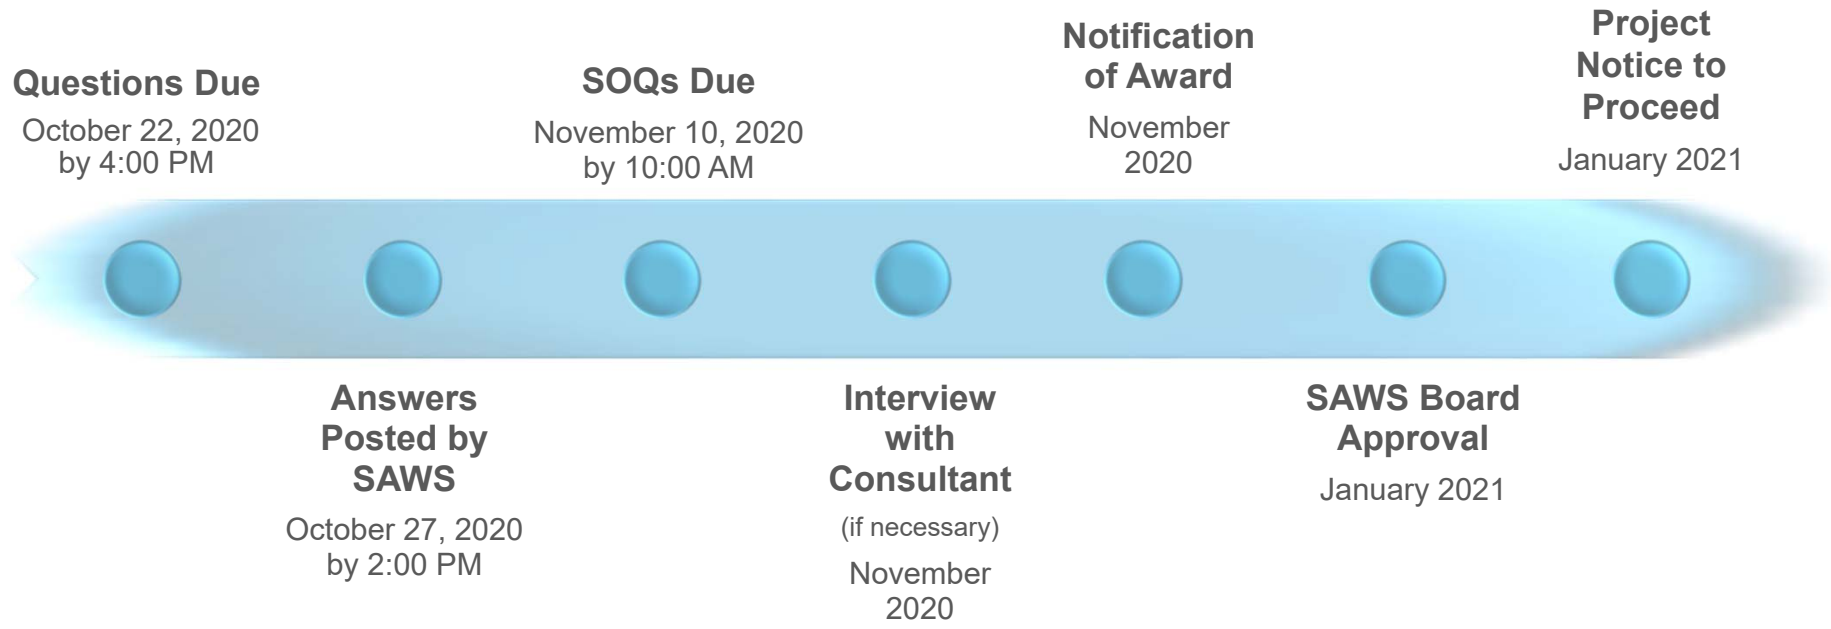 Questions Due
October 22, 2020
by 4:00 PM
Answers
Posted by
SAWS
October 27, 2020
by 2:00 PM
SOQs Due
November 10, 2020
by 10:00 AM
Interview
with
Consultant
(if necessary)
November
2020
Notification
of Award
November
2020
SAWS Board
Approval
January 2021
Project
Notice to
Proceed
January 2021